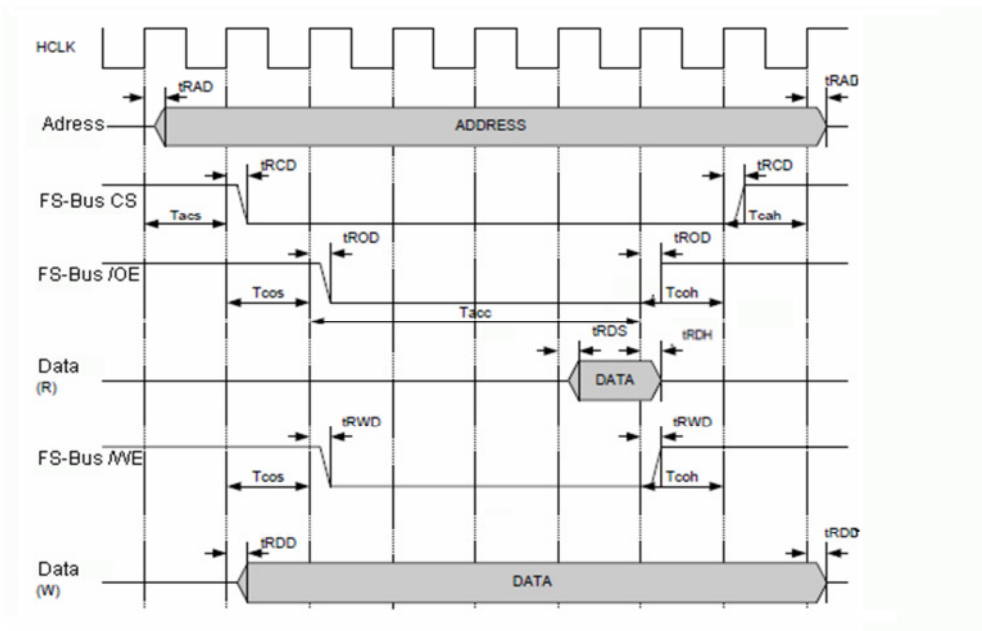 HCLK
tRAD
tRAD
Adress
ADDRESS
tRCD
tRCD
FS-Bus CS
Tacs
Tcah
tROD
tROD
FS-Bus /OE
Tcos
Tcoh
Tacc
tRDS
tRDH
Data
(R)
DATA
tRWD
tRWD
FS-Bus /WE
Tcos
Tcoh
tRDD
tRDD
Data
(W)
DATA